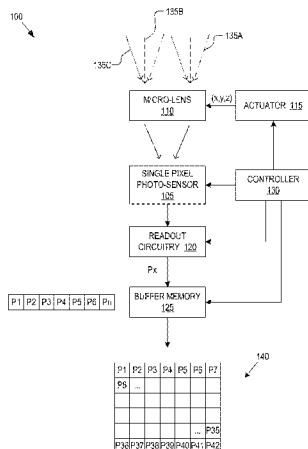 100
135B
135C
135A
MICRO-LENS
110
(x,y,z)
ACTUATOR
115
SINGLE PIXEL
PHOTO-SENSOR
105
CONTROLLER
130
READOUT
CIRCUITRY
120
Px
P1 P2 P3 P4 P5 P6 Pn
BUFFER MEMORY
125
140
P1 P2 P3 P4 P5 P6 P7
P8 ...
... P35
P36 P37 P38 P39 P40 P41 P42